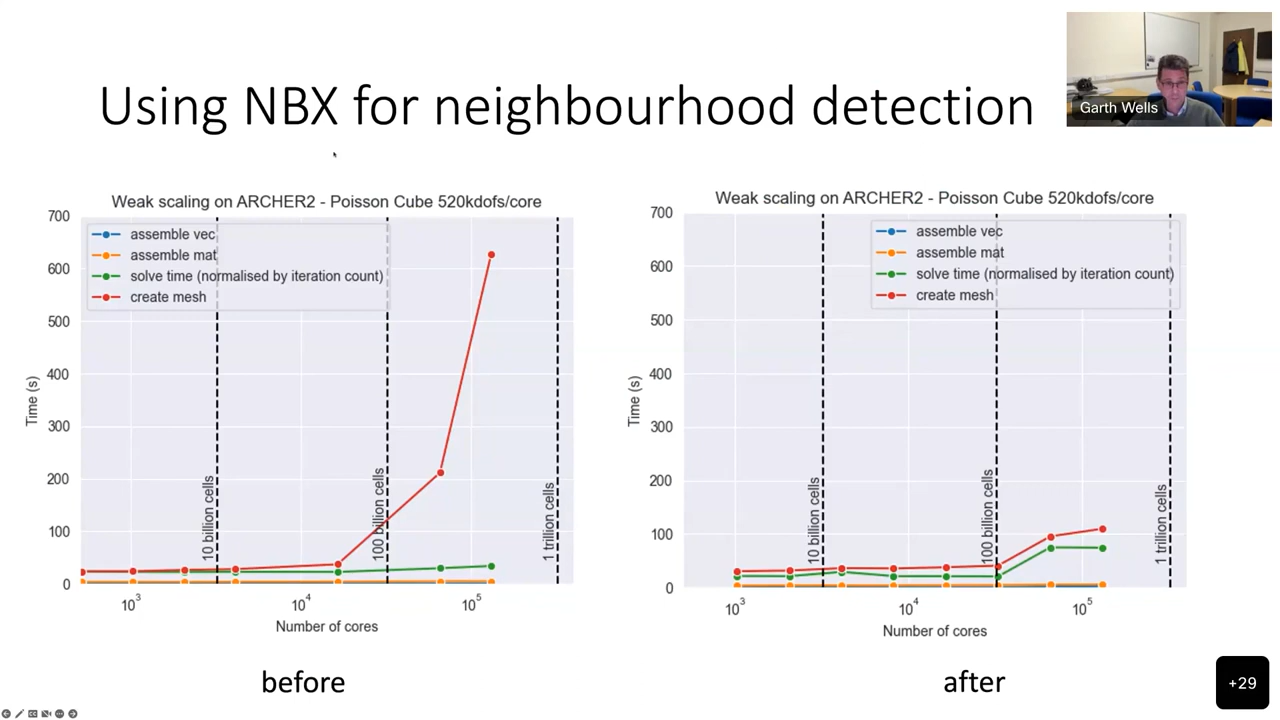 Using NBX for neighbourhood detection
Garth Wells
Weak scaling on ARCHER2 - Poisson Cube 520kdofs/core
700
600
500
400
300
200
100
0
Time (s)
assemble vec
assemble mat
solve time (normalised by iteration count)
create mesh
10 billion cells
100 billion cells
1 trillion cells
10³
10⁴
10⁵
Number of cores
before
Weak scaling on ARCHER2 - Poisson Cube 520kdofs/core
700
600
500
400
300
200
100
0
Time (s)
assemble vec
assemble mat
solve time (normalised by iteration count)
create mesh
10 billion cells
100 billion cells
1 trillion cells
10³
10⁴
10⁵
Number of cores
after
+29